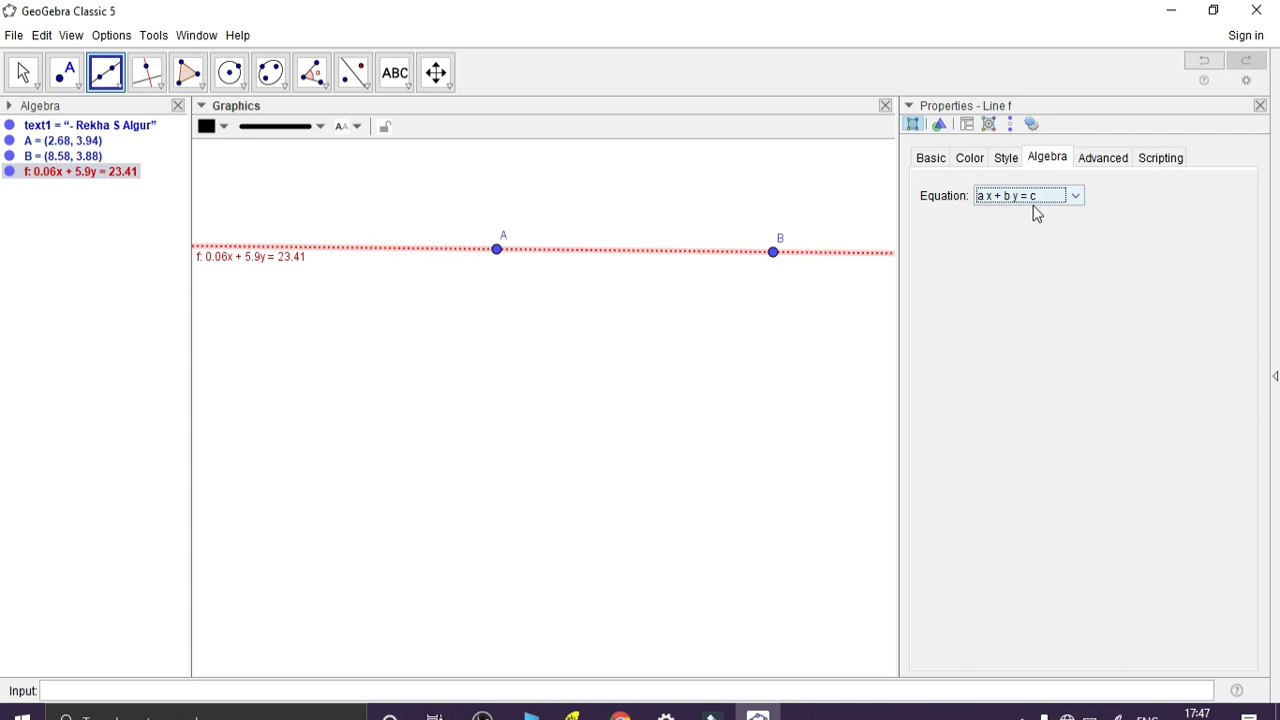 GeoGebra Classic 5
File Edit View Options Tools Window Help
Sign in
ABC
Algebra
Graphics
Properties - Line f
text1 = “- Rekha S Algur”
A = (2.68, 3.94)
B = (8.58, 3.88)
f: 0.06x + 5.9y = 23.41
AA
Basic Color Style Algebra Advanced Scripting
Equation: a x + b y = c
A
B
f: 0.06x + 5.9y = 23.41
Input:
17:47